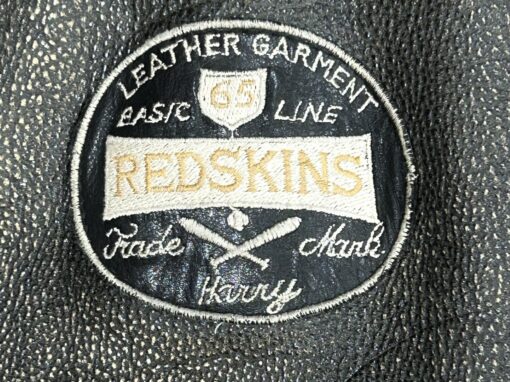 LEATHER GARMENT
BASIC 65 LINE
REDSKINS
Trade Mark
Harry